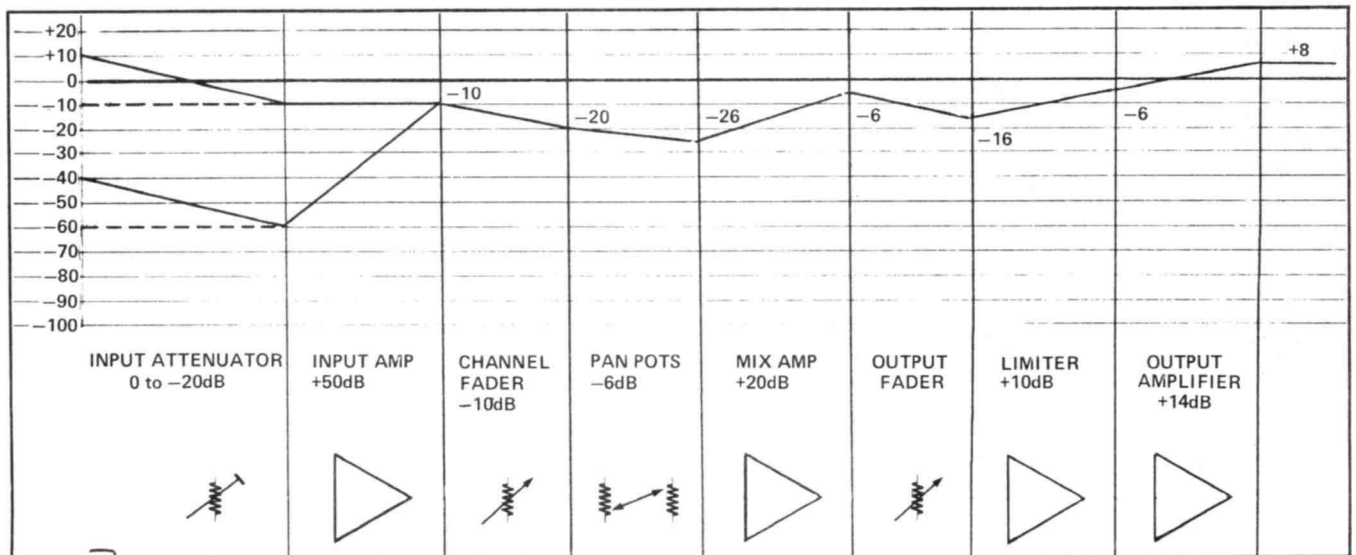 +20
+10
0
−10
−20
−30
−40
−50
−60
−70
−80
−90
−100
−10
−20
−26
−6
−16
−6
+8
INPUT ATTENUATOR
0 to −20dB
INPUT AMP
+50dB
CHANNEL
FADER
−10dB
PAN POTS
−6dB
MIX AMP
+20dB
OUTPUT
FADER
LIMITER
+10dB
OUTPUT
AMPLIFIER
+14dB